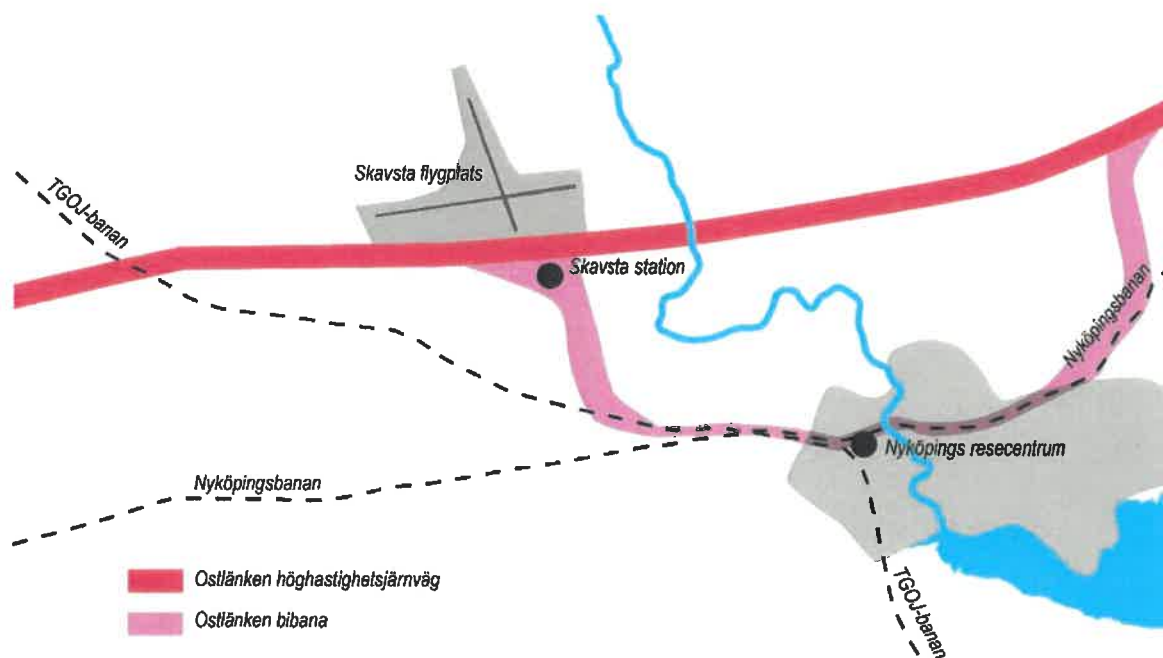 Skavsta flygplats
TGOJ-banan
Skavsta station
Nyköpingsbanan
Nyköpings resecentrum
Nyköpingsbanan
TGOJ-banan
Ostlänken höghastighetsjärnväg
Ostlänken bibana